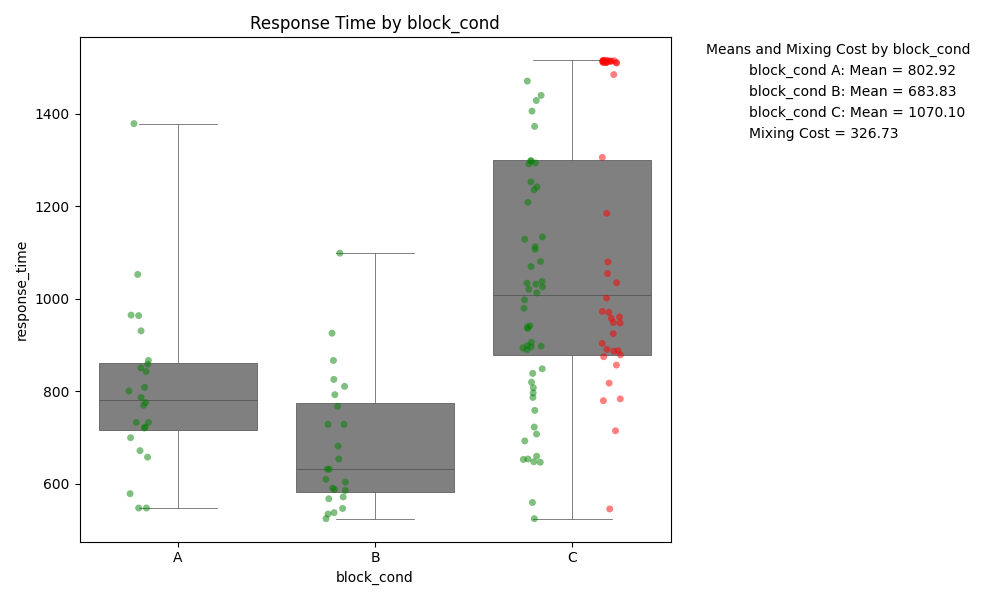 Response Time by block_cond
Means and Mixing Cost by block_cond
block_cond A: Mean = 802.92
block_cond B: Mean = 683.83
block_cond C: Mean = 1070.10
Mixing Cost = 326.73
response_time
1400
1200
1000
800
600
A
B
C
block_cond